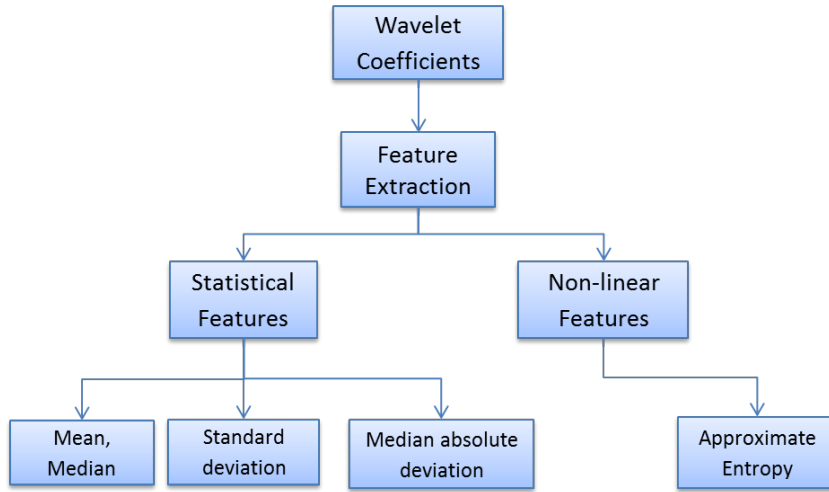 Wavelet
Coefficients
Feature
Extraction
Statistical
Features
Non-linear
Features
Mean,
Median
Standard
deviation
Median absolute
deviation
Approximate
Entropy